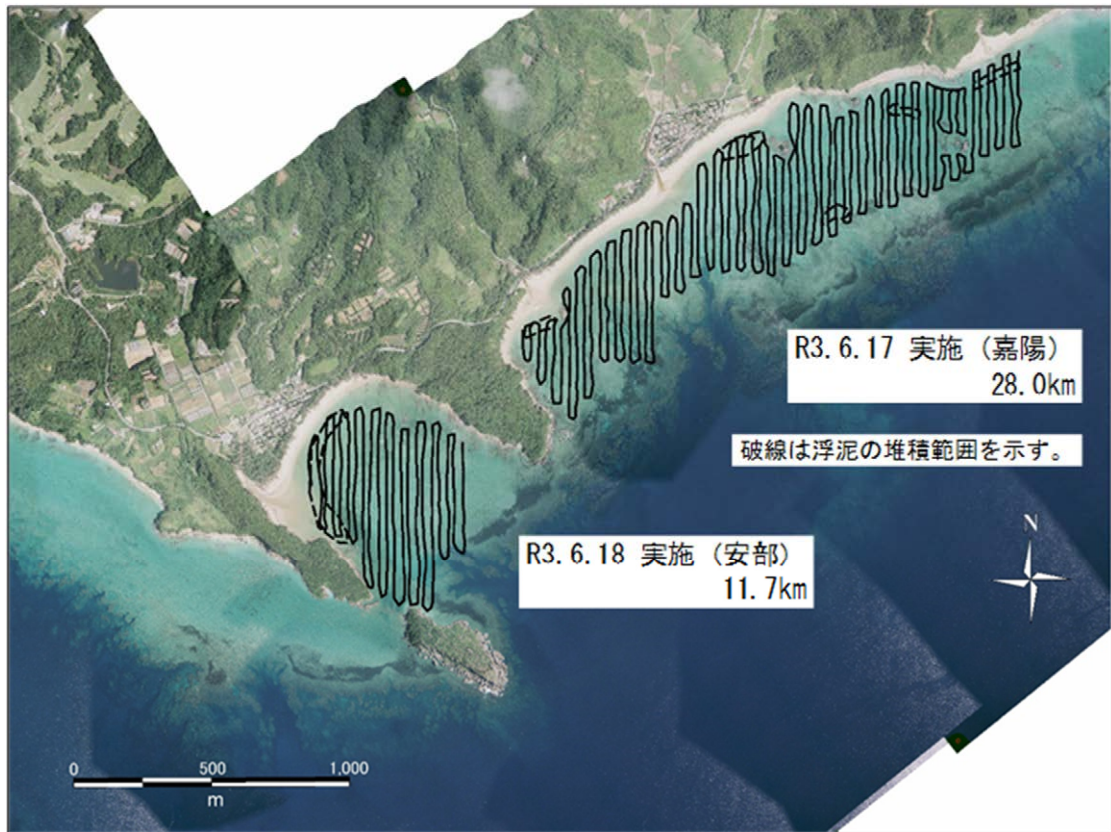 R3.6.17 実施（嘉陽）
28.0km
破線は浮泥の堆積範囲を示す。
R3.6.18 実施（安部）
11.7km
N
0 500 1,000
m